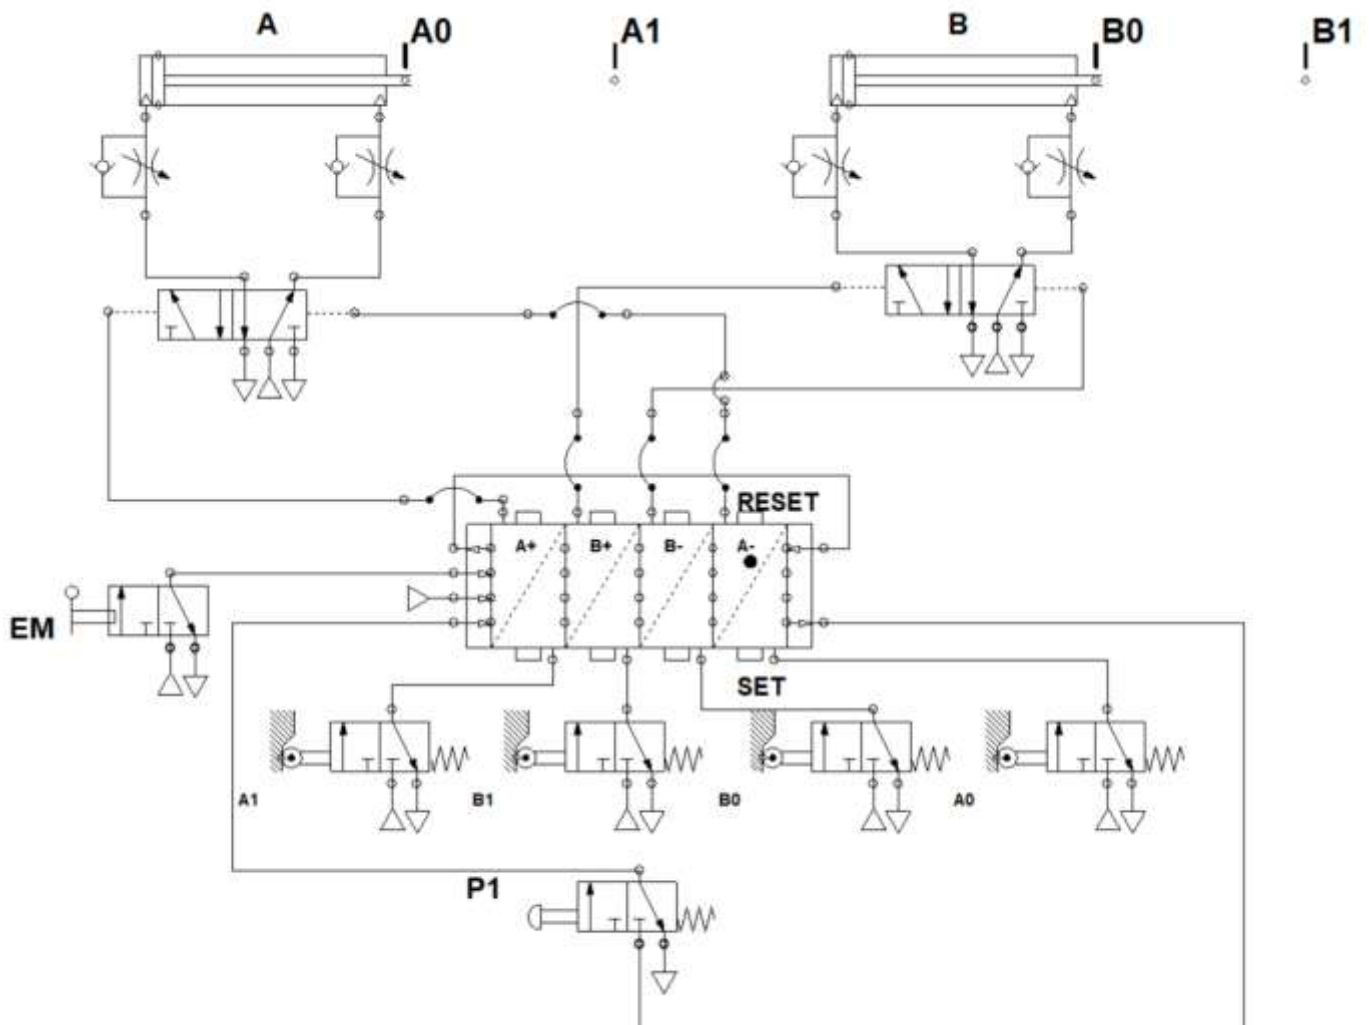 A A0 A1 B B0 B1
RESET
A+ B+ B- A-
EM
SET
A1 B1 B0 A0
P1